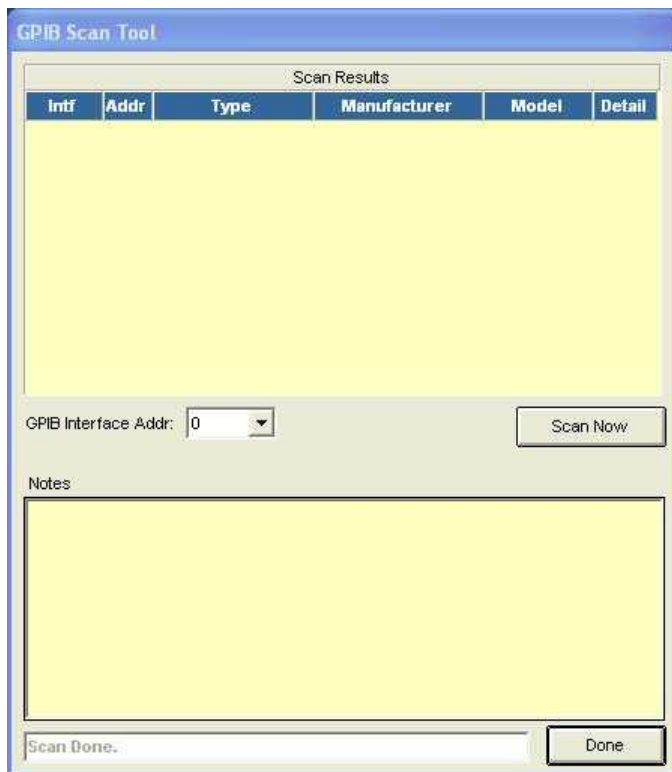 GPIB Scan Tool
Scan Results
Intf Addr Type Manufacturer Model Detail
GPIB Interface Addr: 0
Scan Now
Notes
Scan Done.
Done